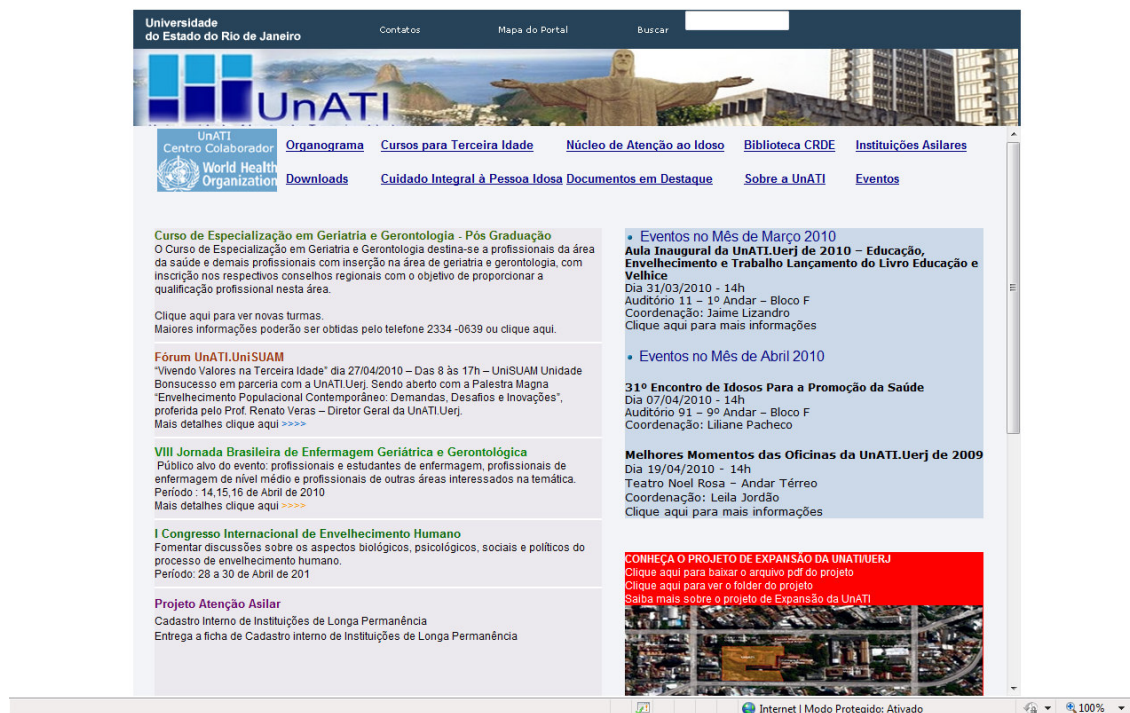 Universidade
do Estado do Rio de Janeiro
Contatos
Mapa do Portal
Buscar
UnATI
UnATI
Centro Colaborador
World Health
Organization
Organograma
Cursos para Terceira Idade
Núcleo de Atenção ao Idoso
Biblioteca CRDE
Instituições Asilares
Downloads
Cuidado Integral à Pessoa Idosa
Documentos em Destaque
Sobre a UnATI
Eventos
Curso de Especialização em Geriatria e Gerontologia - Pós Graduação
O Curso de Especialização em Geriatria e Gerontologia destina-se a profissionais da área
da saúde e demais profissionais com inserção na área de geriatria e gerontologia, com
inscrição nos respectivos conselhos regionais com o objetivo de proporcionar a
qualificação profissional nesta área.
Clique aqui para ver novas turmas.
Maiores informações poderão ser obtidas pelo telefone 2334 -0639 ou clique aqui.
Fórum UnATI.UniSUAM
“Vivendo Valores na Terceira Idade” dia 27/04/2010 – Das 8 às 17h – UniSUAM Unidade
Bonsucesso em parceria com a UnATI.Uerj. Sendo aberto com a Palestra Magna
“Envelhecimento Populacional Contemporâneo: Demandas, Desafios e Inovações”,
proferida pelo Prof. Renato Veras – Diretor Geral da UnATI.Uerj.
Mais detalhes clique aqui >>>>
VIII Jornada Brasileira de Enfermagem Geriátrica e Gerontológica
Público alvo do evento: profissionais e estudantes de enfermagem, profissionais de
enfermagem de nível médio e profissionais de outras áreas interessados na temática.
Período : 14,15,16 de Abril de 2010
Mais detalhes clique aqui >>>>
I Congresso Internacional de Envelhecimento Humano
Fomentar discussões sobre os aspectos biológicos, psicológicos, sociais e políticos do
processo de envelhecimento humano.
Período: 28 a 30 de Abril de 201
Projeto Atenção Asilar
Cadastro Interno de Instituições de Longa Permanência
Entrega a ficha de Cadastro interno de Instituições de Longa Permanência
• Eventos no Mês de Março 2010
Aula Inaugural da UnATI.Uerj de 2010 – Educação,
Envelhecimento e Trabalho Lançamento do Livro Educação e
Velhice
Dia 31/03/2010 - 14h
Auditório 11 – 1º Andar – Bloco F
Coordenação: Jaime Lizandro
Clique aqui para mais informações
• Eventos no Mês de Abril 2010
31º Encontro de Idosos Para a Promoção da Saúde
Dia 07/04/2010 - 14h
Auditório 91 – 9º Andar – Bloco F
Coordenação: Liliane Pacheco
Melhores Momentos das Oficinas da UnATI.Uerj de 2009
Dia 19/04/2010 - 14h
Teatro Noel Rosa – Andar Térreo
Coordenação: Leila Jordão
Clique aqui para mais informações
CONHEÇA O PROJETO DE EXPANSÃO DA UNATI/UERJ
Clique aqui para baixar o arquivo pdf do projeto
Clique aqui para ver o folder do projeto
Saiba mais sobre o projeto de Expansão da UnATI
Internet | Modo Protegido: Ativado
100%